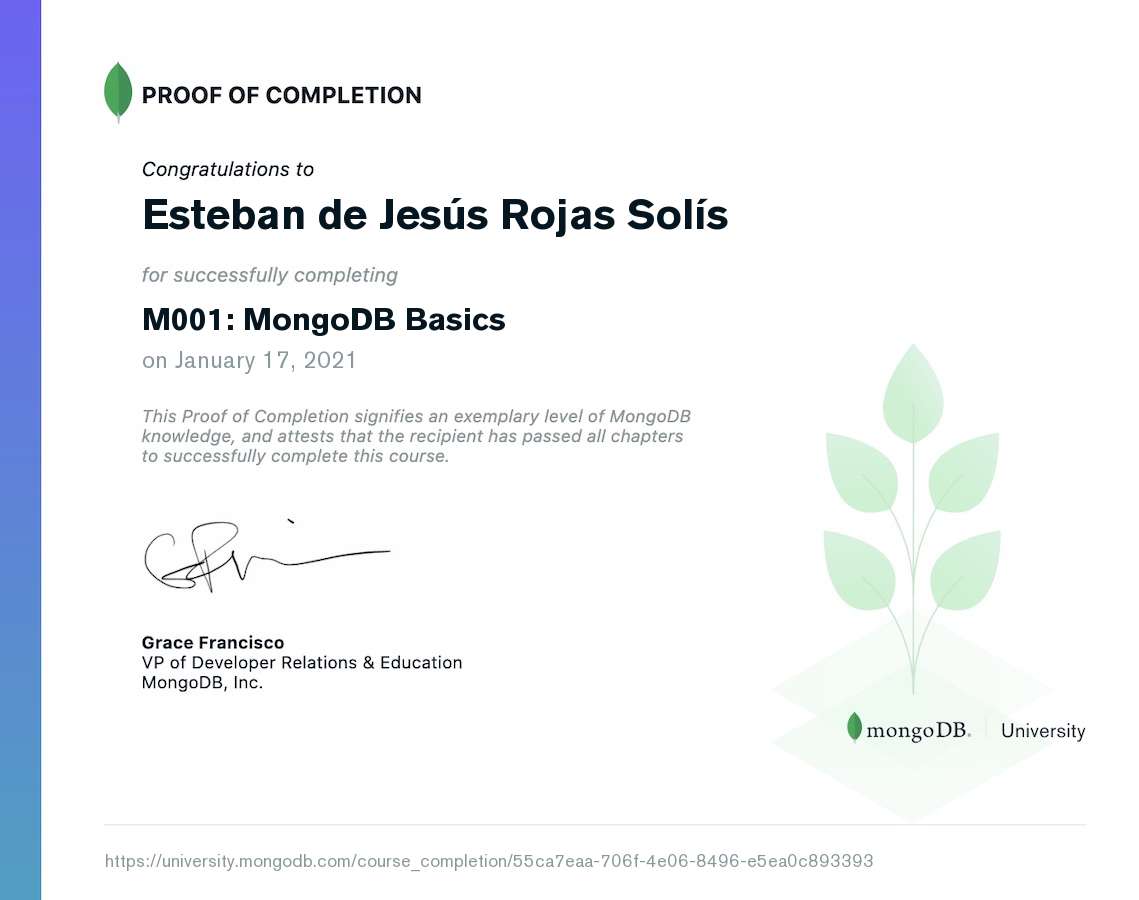 PROOF OF COMPLETION
Congratulations to
Esteban de Jesús Rojas Solís
for successfully completing
M001: MongoDB Basics
on January 17, 2021
This Proof of Completion signifies an exemplary level of MongoDB
knowledge, and attests that the recipient has passed all chapters
to successfully complete this course.
Grace Francisco
VP of Developer Relations & Education
MongoDB, Inc.
mongoDB. University
https://university.mongodb.com/course_completion/55ca7eaa-706f-4e06-8496-e5ea0c893393